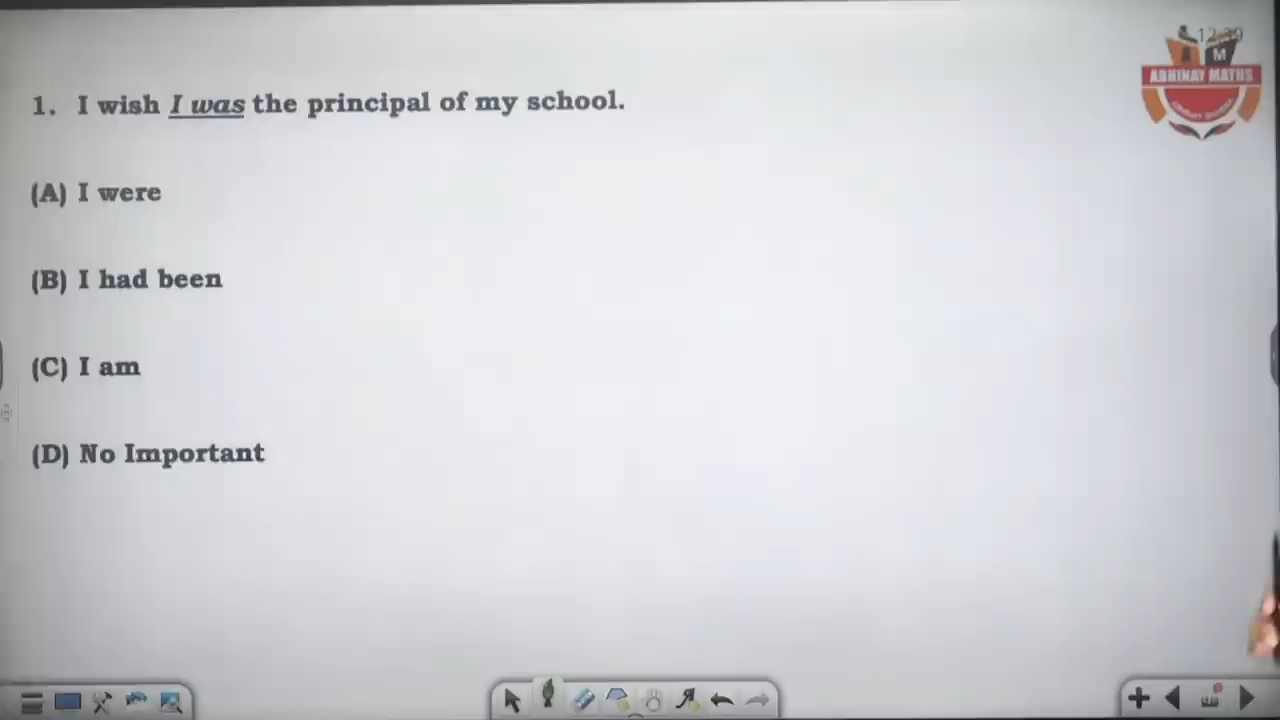 1. I wish I was the principal of my school.
(A) I were
(B) I had been
(C) I am
(D) No Important
M
ABHINAY MATHS